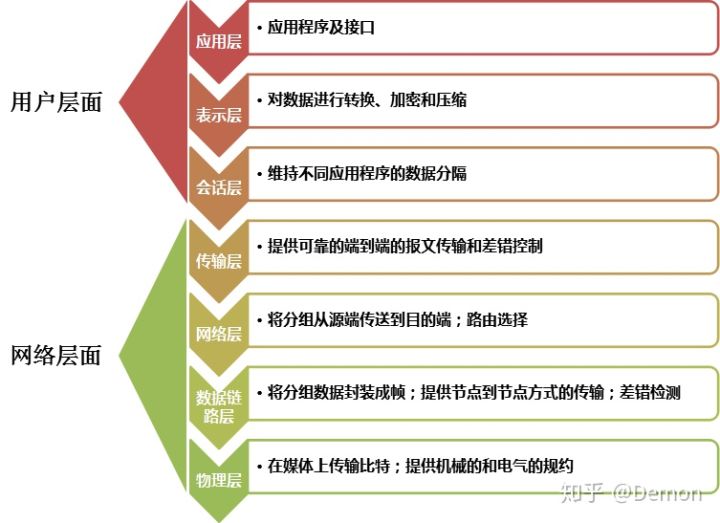 用户层面
应用层
• 应用程序及接口
表示层
• 对数据进行转换、加密和压缩
会话层
• 维持不同应用程序的数据分隔
网络层面
传输层
• 提供可靠的端到端的报文传输和差错控制
网络层
• 将分组从源端传送到目的端；路由选择
数据链
路层
• 将分组数据封装成帧；提供节点到节点方式的传输；差错检测
物理层
• 在媒体上传输比特；提供机械的和电气的规约
知乎 @Demon